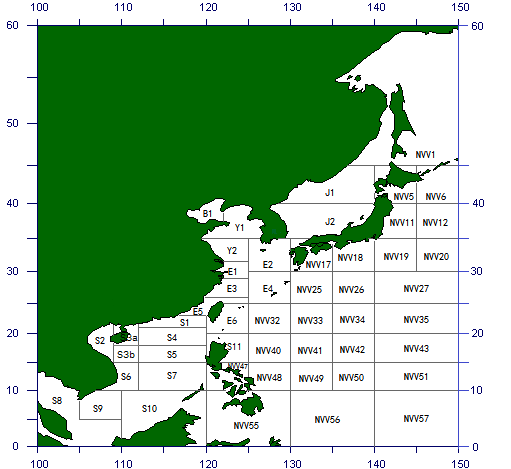 100 110 120 130 140 150
60 60
50 50
NVV1
J1 NVV5 NVV6
40 40
B1 Y1 J2 NVV11 NVV12
Y2 E2 NVV17 NVV18 NVV19 NVV20
30 E1 30
E3 E4 NVV25 NVV26 NVV27
E5
S1 E6 NVV32 NVV33 NVV34 NVV35
20 20
S2 S3a S4
S3b S5 S11 NVV40 NVV41 NVV42 NVV43
NVV47
S6 S7 NVV48 NVV49 NVV50 NVV51
10 10
S8 S9 S10
NVV55 NVV56 NVV57
0 0
100 110 120 130 140 150